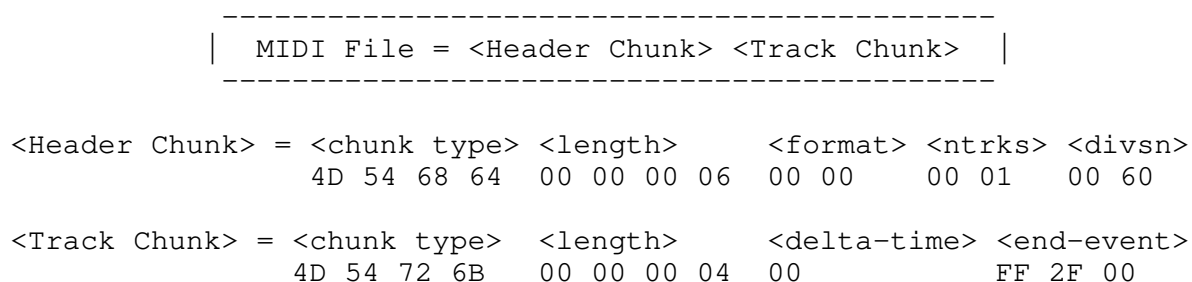 MIDI File = <Header Chunk> <Track Chunk>
<Header Chunk> = <chunk type> <length> <format> <ntrks> <divsn>
4D 54 68 64 00 00 00 06 00 00 00 01 00 60
<Track Chunk> = <chunk type> <length> <delta-time> <end-event>
4D 54 72 6B 00 00 00 04 00 FF 2F 00